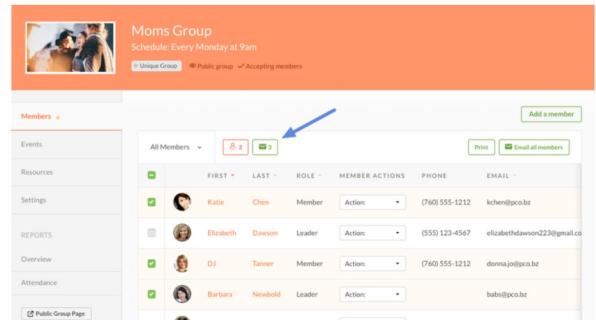 Moms Group
Schedule: Every Monday at 9am
Unique Group Public group Accepting members
Add a member
Members
Events
Resources
Settings
REPORTS
Overview
Attendance
Public Group Page
All Members 3 3 Print Email all members
FIRST LAST ROLE MEMBER ACTIONS PHONE EMAIL
Katie Chen Member Action: (760) 555-1212 kchen@pco.bz
Elizabeth Dawson Leader Action: (555) 123-4567 elizabethdawson223@gmail.co
DJ Tanner Member Action: (760) 555-1212 donna.jo@pco.bz
Barbara Newbold Leader Action: babs@pco.bz